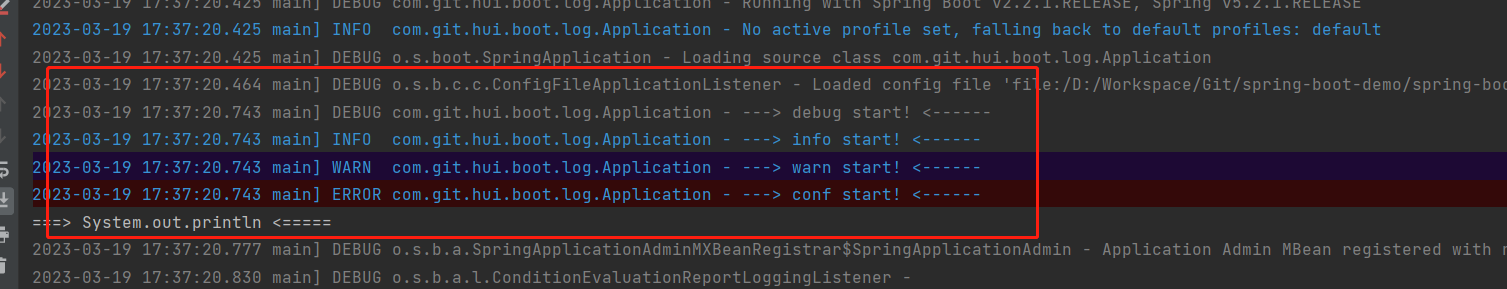 2023-03-19 17:37:20.425 main] DEBUG com.git.hui.boot.log.Application - Running with Spring Boot v2.2.1.RELEASE, Spring v5.2.1.RELEASE
2023-03-19 17:37:20.425 main] INFO  com.git.hui.boot.log.Application - No active profile set, falling back to default profiles: default
2023-03-19 17:37:20.425 main] DEBUG o.s.boot.SpringApplication - Loading source class com.git.hui.boot.log.Application
2023-03-19 17:37:20.464 main] DEBUG o.s.b.c.c.ConfigFileApplicationListener - Loaded config file 'file:/D:/Workspace/Git/spring-boot-demo/spring-boo
2023-03-19 17:37:20.743 main] DEBUG com.git.hui.boot.log.Application - ---> debug start! <------
2023-03-19 17:37:20.743 main] INFO  com.git.hui.boot.log.Application - ---> info start! <------
2023-03-19 17:37:20.743 main] WARN  com.git.hui.boot.log.Application - ---> warn start! <------
2023-03-19 17:37:20.743 main] ERROR com.git.hui.boot.log.Application - ---> conf start! <------
===> System.out.println <=====
2023-03-19 17:37:20.777 main] DEBUG o.s.b.a.SpringApplicationAdminMXBeanRegistrar$SpringApplicationAdmin - Application Admin MBean registered with
2023-03-19 17:37:20.830 main] DEBUG o.s.b.a.l.ConditionEvaluationReportLoggingListener -